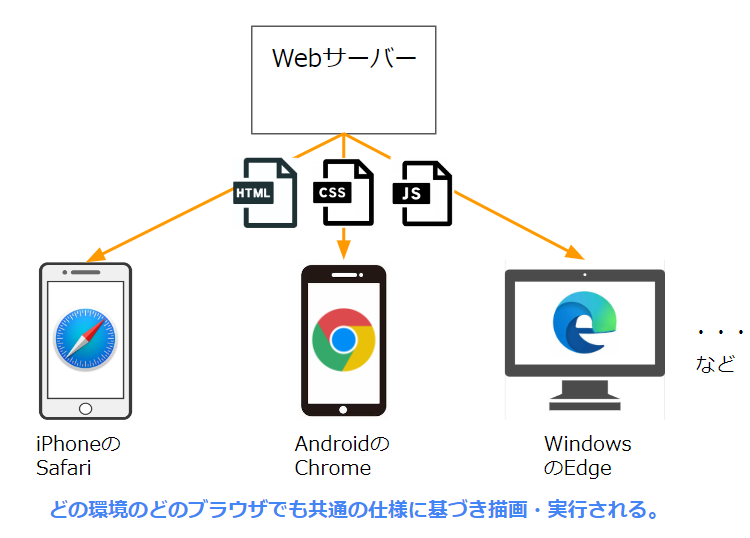 Webサーバー
HTML
CSS
JS
・・・
など
iPhoneの
Safari
Androidの
Chrome
Windows
のEdge
どの環境のどのブラウザでも共通の仕様に基づき描画・実行される。